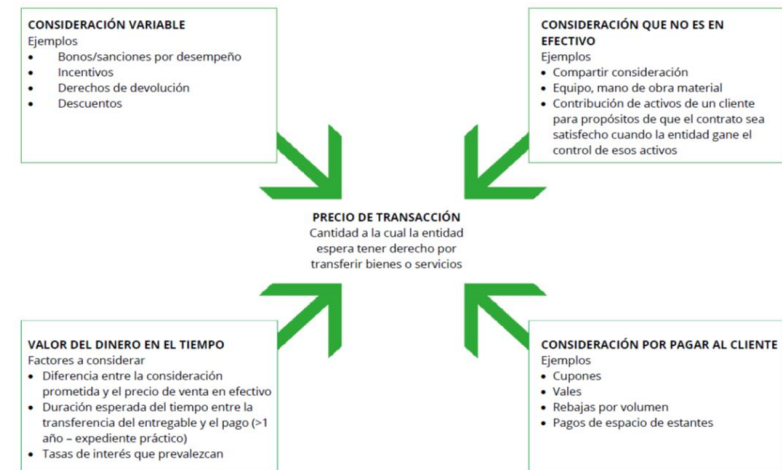 CONSIDERACIÓN VARIABLE
Ejemplos
• Bonos/sanciones por desempeño
• Incentivos
• Derechos de devolución
• Descuentos
CONSIDERACIÓN QUE NO ES EN
EFECTIVO
Ejemplos
• Compartir consideración
• Equipo, mano de obra material
• Contribución de activos de un cliente
para propósitos de que el contrato sea
satisfecho cuando la entidad gane el
control de esos activos
PRECIO DE TRANSACCIÓN
Cantidad a la cual la entidad
espera tener derecho por
transferir bienes o servicios
VALOR DEL DINERO EN EL TIEMPO
Factores a considerar
• Diferencia entre la consideración
prometida y el precio de venta en efectivo
• Duración esperada del tiempo entre la
transferencia del entregable y el pago (>1
año – expediente práctico)
• Tasas de interés que prevalezcan
CONSIDERACIÓN POR PAGAR AL CLIENTE
Ejemplos
• Cupones
• Vales
• Rebajas por volumen
• Pagos de espacio de estantes